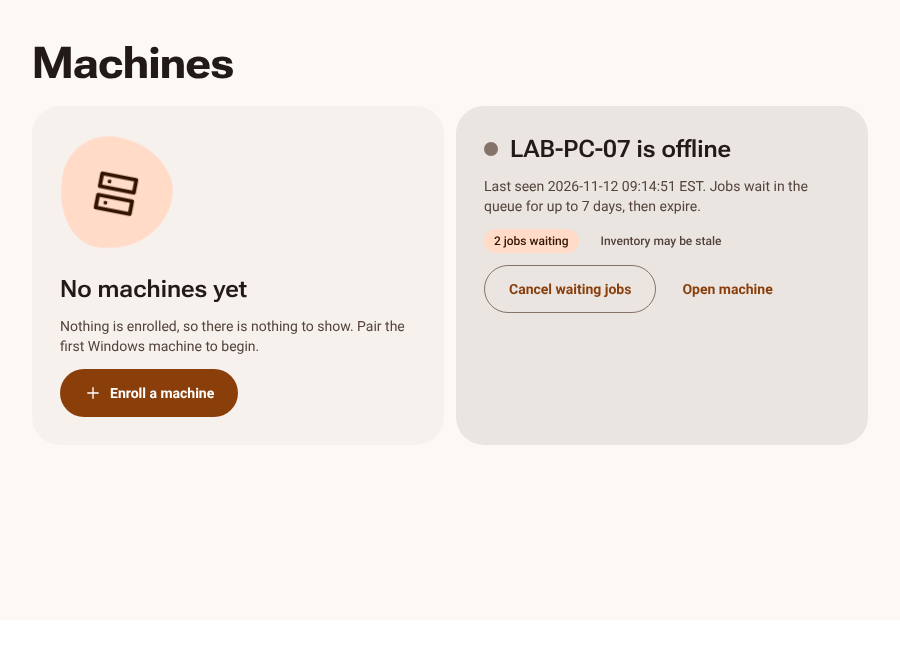 Machines
No machines yet
Nothing is enrolled, so there is nothing to show. Pair the
first Windows machine to begin.
Enroll a machine
LAB-PC-07 is offline
Last seen 2026-11-12 09:14:51 EST. Jobs wait in the
queue for up to 7 days, then expire.
2 jobs waiting
Inventory may be stale
Cancel waiting jobs
Open machine